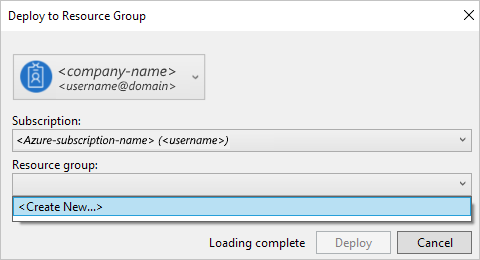 Deploy to Resource Group
<company-name>
<username@domain>
Subscription:
<Azure-subscription-name> (<username>)
Resource group:
<Create New...>
Loading complete
Deploy
Cancel